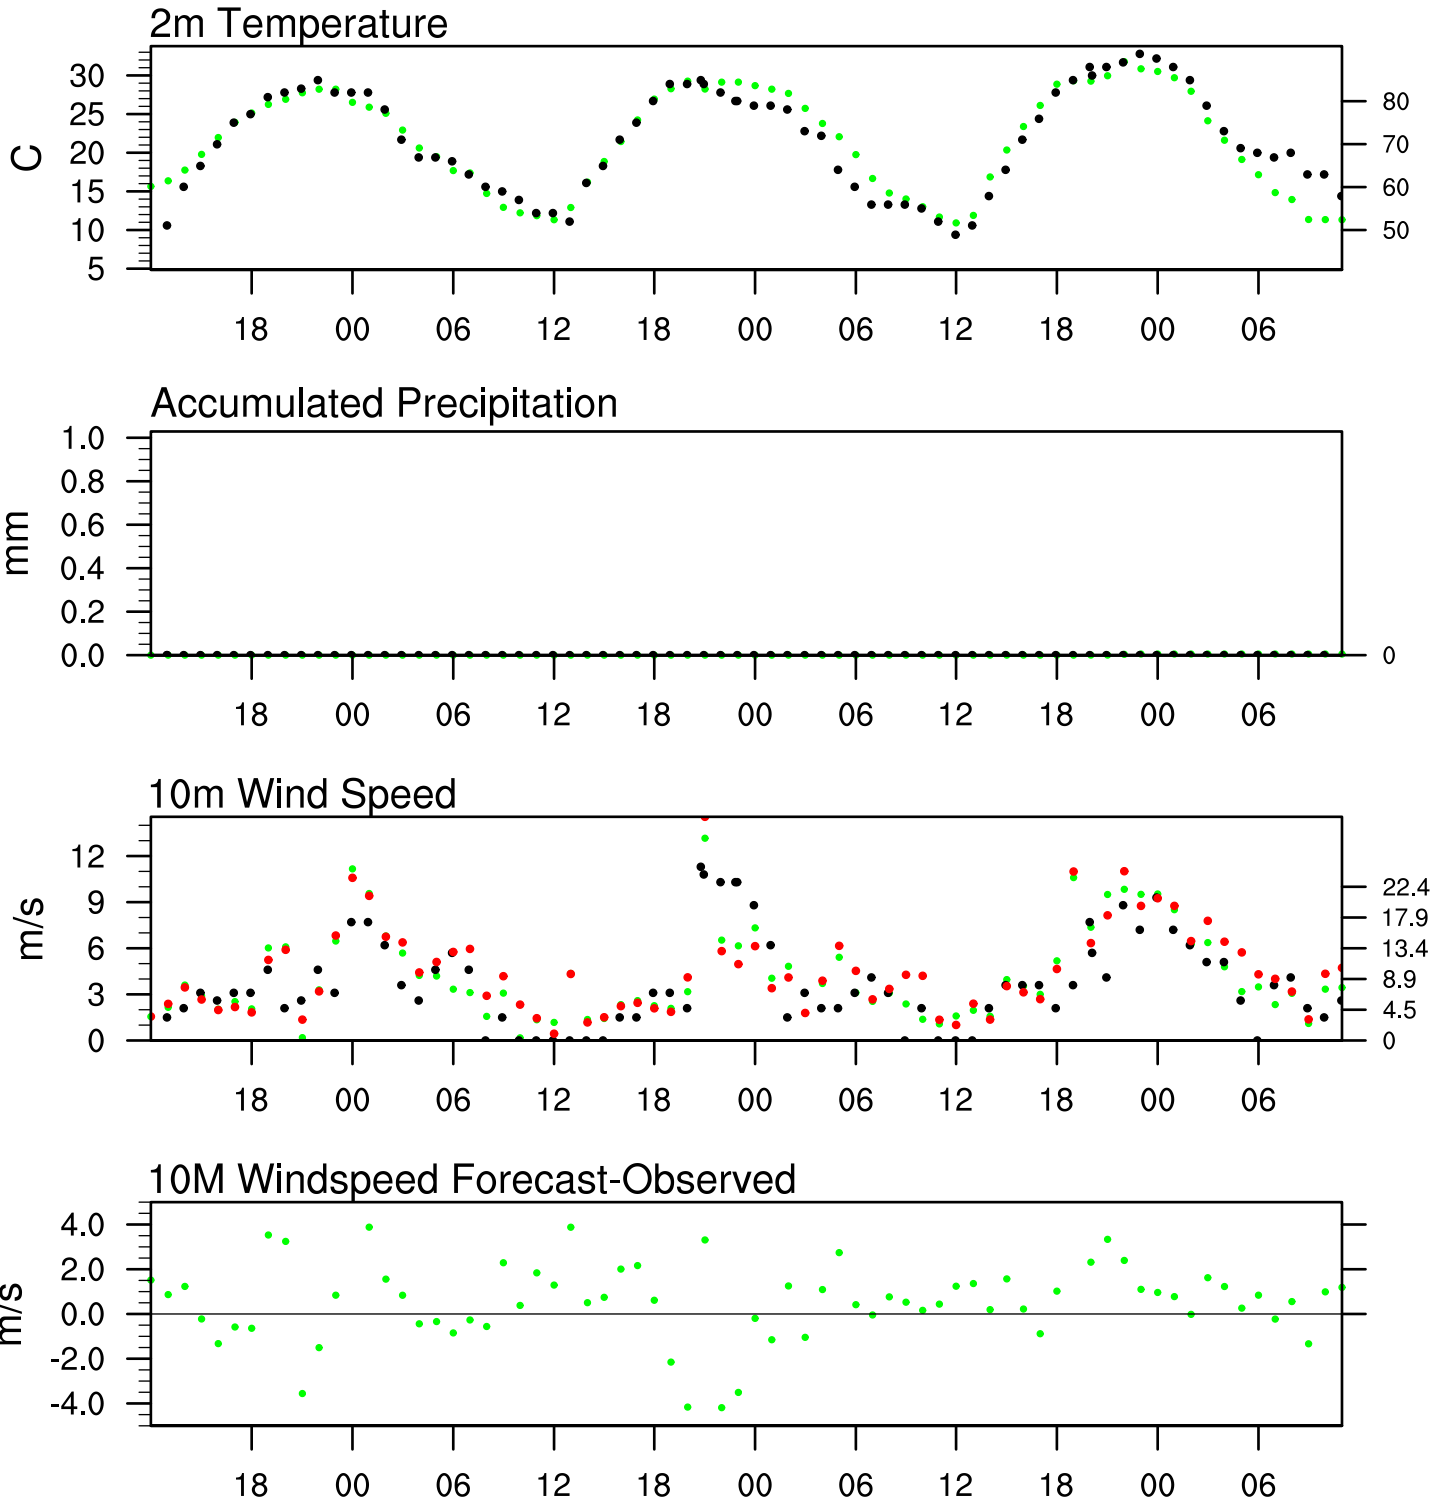 2m Temperature
30
25
20
15
10
5
C
80
70
60
50
18 00 06 12 18 00 06 12 18 00 06
Accumulated Precipitation
1.0
0.8
0.6
0.4
0.2
0.0
mm
0
18 00 06 12 18 00 06 12 18 00 06
10m Wind Speed
12
9
6
3
0
m/s
22.4
17.9
13.4
8.9
4.5
0
18 00 06 12 18 00 06 12 18 00 06
10M Windspeed Forecast-Observed
4.0
2.0
0.0
-2.0
-4.0
m/s
18 00 06 12 18 00 06 12 18 00 06